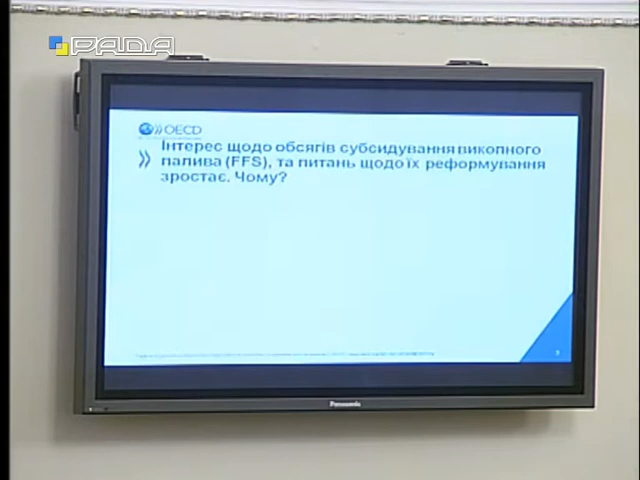 РАДА
OECD
Інтерес щодо обсягів субсидування викопного
палива (FFS), та питань щодо їх реформування
зростає. Чому?
Panasonic